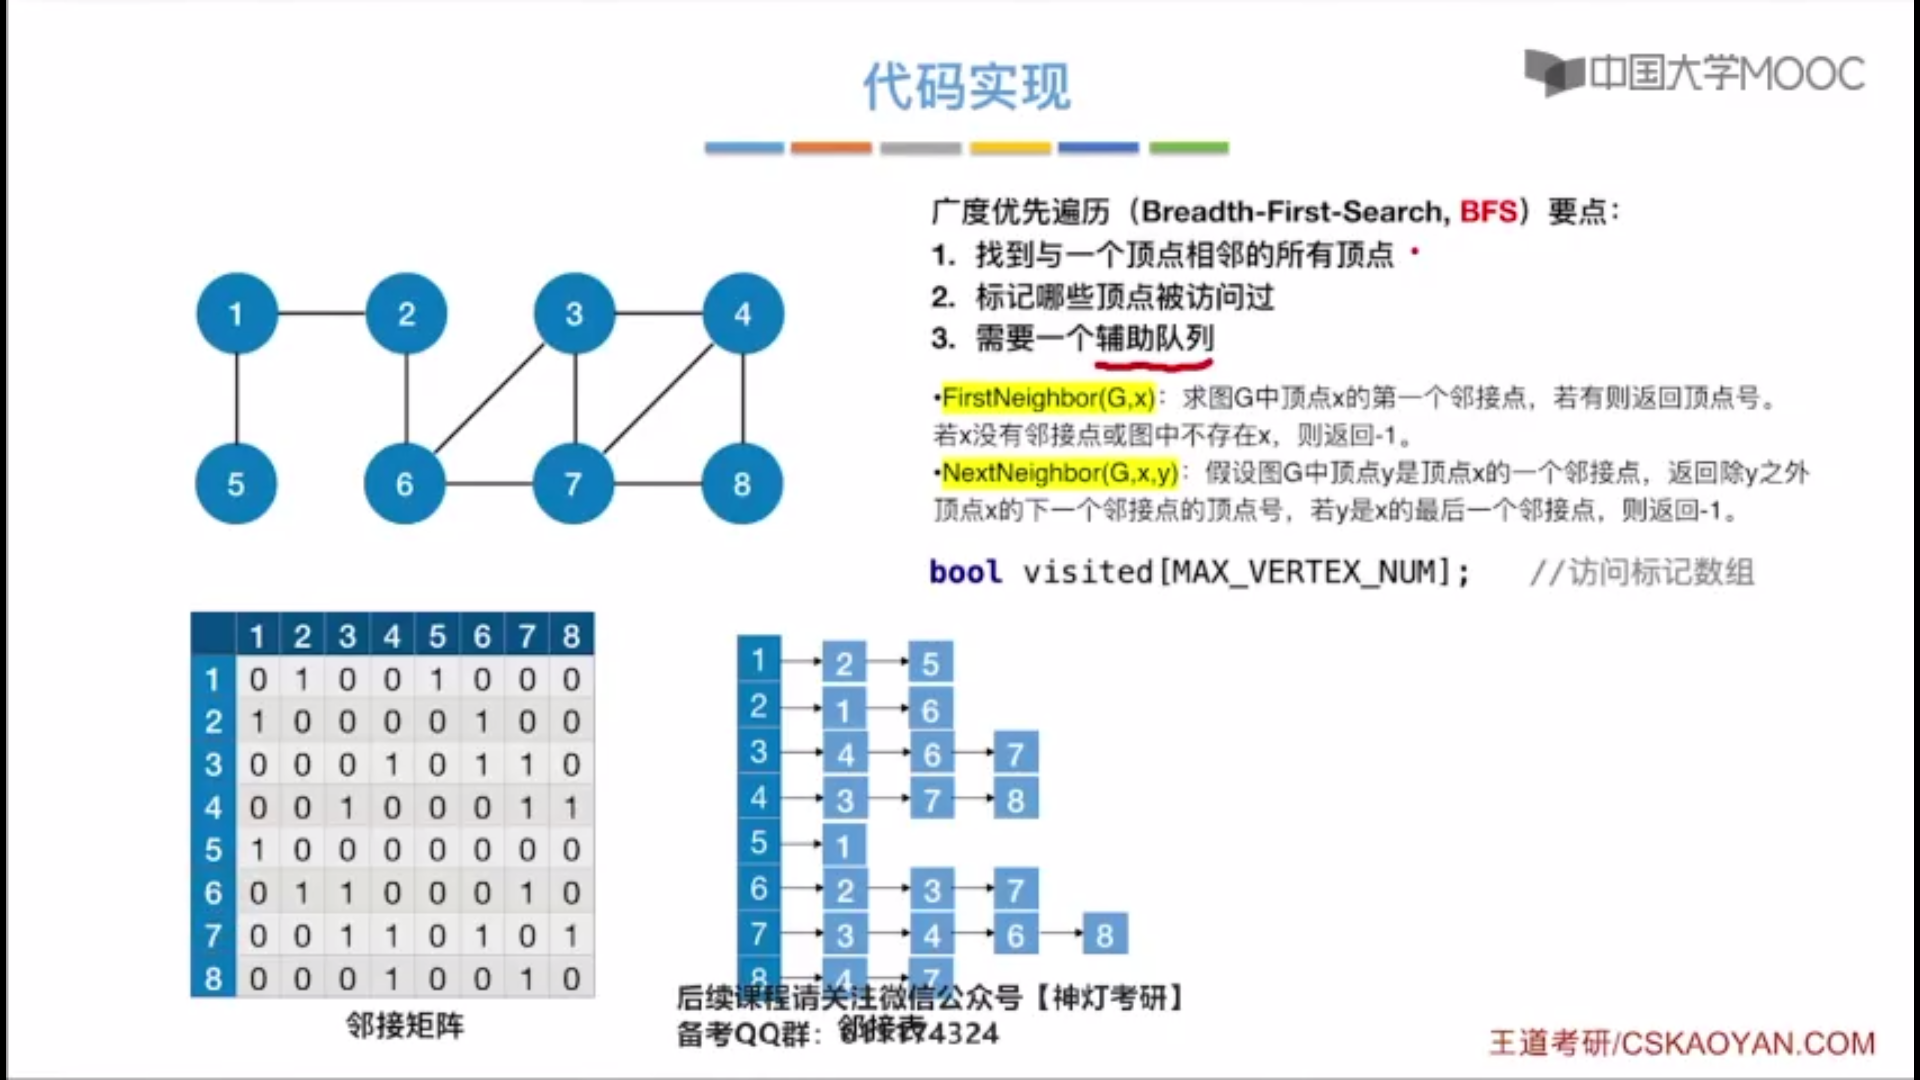 代码实现
中国大学MOOC
广度优先遍历（Breadth-First-Search, BFS）要点：
1. 找到与一个顶点相邻的所有顶点
2. 标记哪些顶点被访问过
3. 需要一个辅助队列
•FirstNeighbor(G,x)：求图G中顶点x的第一个邻接点，若有则返回顶点号。
若x没有邻接点或图中不存在x，则返回-1。
•NextNeighbor(G,x,y)：假设图G中顶点y是顶点x的一个邻接点，返回除y之外
顶点x的下一个邻接点的顶点号，若y是x的最后一个邻接点，则返回-1。
bool visited[MAX_VERTEX_NUM]; //访问标记数组
1 2 3 4
5 6 7 8
1 2 3 4 5 6 7 8
1 0 1 0 0 1 0 0 0
2 1 0 0 0 0 1 0 0
3 0 0 0 1 0 1 1 0
4 0 0 1 0 0 0 1 1
5 1 0 0 0 0 0 0 0
6 0 1 1 0 0 0 1 0
7 0 0 1 1 0 1 0 1
8 0 0 0 1 0 0 1 0
邻接矩阵
1 2 5
2 1 6
3 4 6 7
4 3 7 8
5 1
6 2 3 7
7 3 4 6 8
8 4 7
邻接表
后续课程请关注微信公众号【神灯考研】
备考QQ群：
王道考研/CSKAOYAN.COM